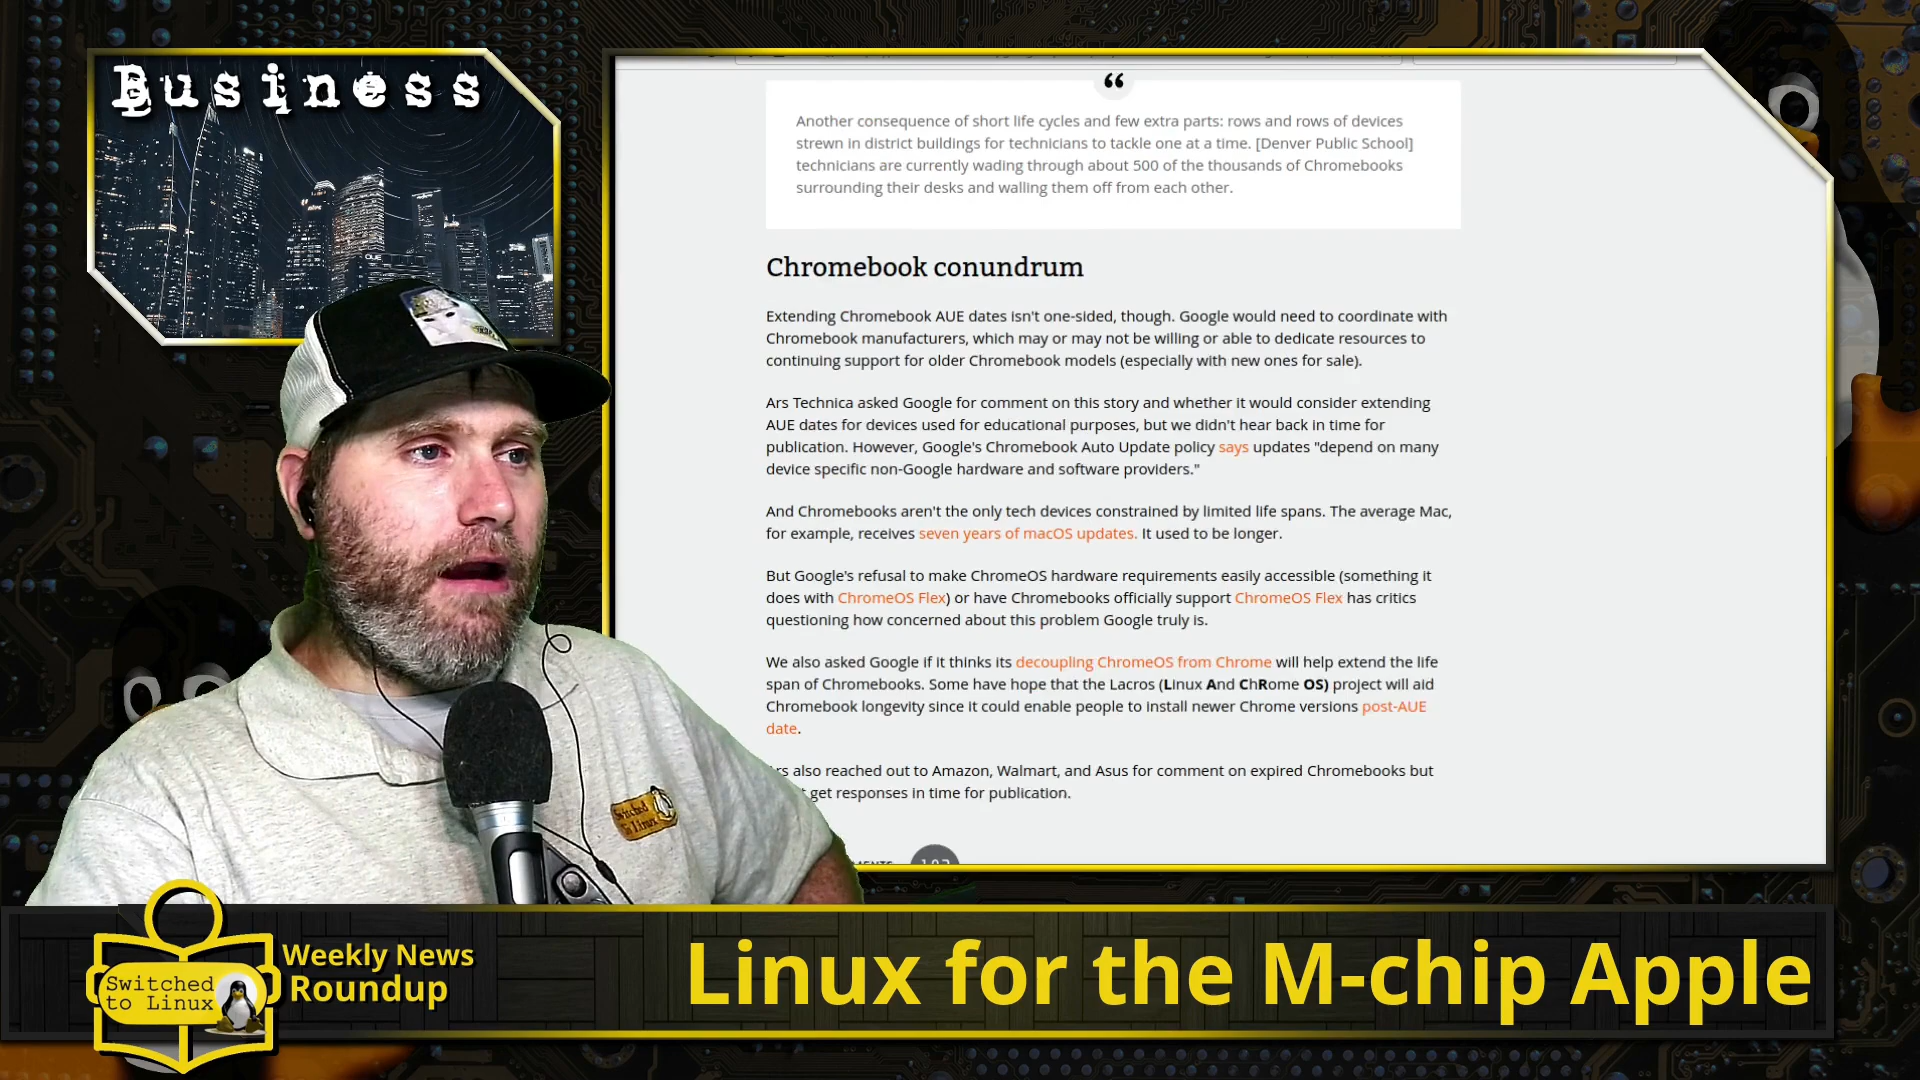 Business
“
Another consequence of short life cycles and few extra parts: rows and rows of devices
strewn in district buildings for technicians to tackle one at a time. [Denver Public School]
technicians are currently wading through about 500 of the thousands of Chromebooks
surrounding their desks and walling them off from each other.
Chromebook conundrum
Extending Chromebook AUE dates isn't one-sided, though. Google would need to coordinate with
Chromebook manufacturers, which may or may not be willing or able to dedicate resources to
continuing support for older Chromebook models (especially with new ones for sale).
Ars Technica asked Google for comment on this story and whether it would consider extending
AUE dates for devices used for educational purposes, but we didn't hear back in time for
publication. However, Google's Chromebook Auto Update policy says updates "depend on many
device specific non-Google hardware and software providers."
And Chromebooks aren't the only tech devices constrained by limited life spans. The average Mac,
for example, receives seven years of macOS updates. It used to be longer.
But Google's refusal to make ChromeOS hardware requirements easily accessible (something it
does with ChromeOS Flex) or have Chromebooks officially support ChromeOS Flex has critics
questioning how concerned about this problem Google truly is.
We also asked Google if it thinks its decoupling ChromeOS from Chrome will help extend the life
span of Chromebooks. Some have hope that the Lacros (Linux And ChRome OS) project will aid
Chromebook longevity since it could enable people to install newer Chrome versions post-AUE
date.
also reached out to Amazon, Walmart, and Asus for comment on expired Chromebooks but
get responses in time for publication.
Switched
to Linux
Switched
to Linux
Weekly News
Roundup
Linux for the M-chip Apple